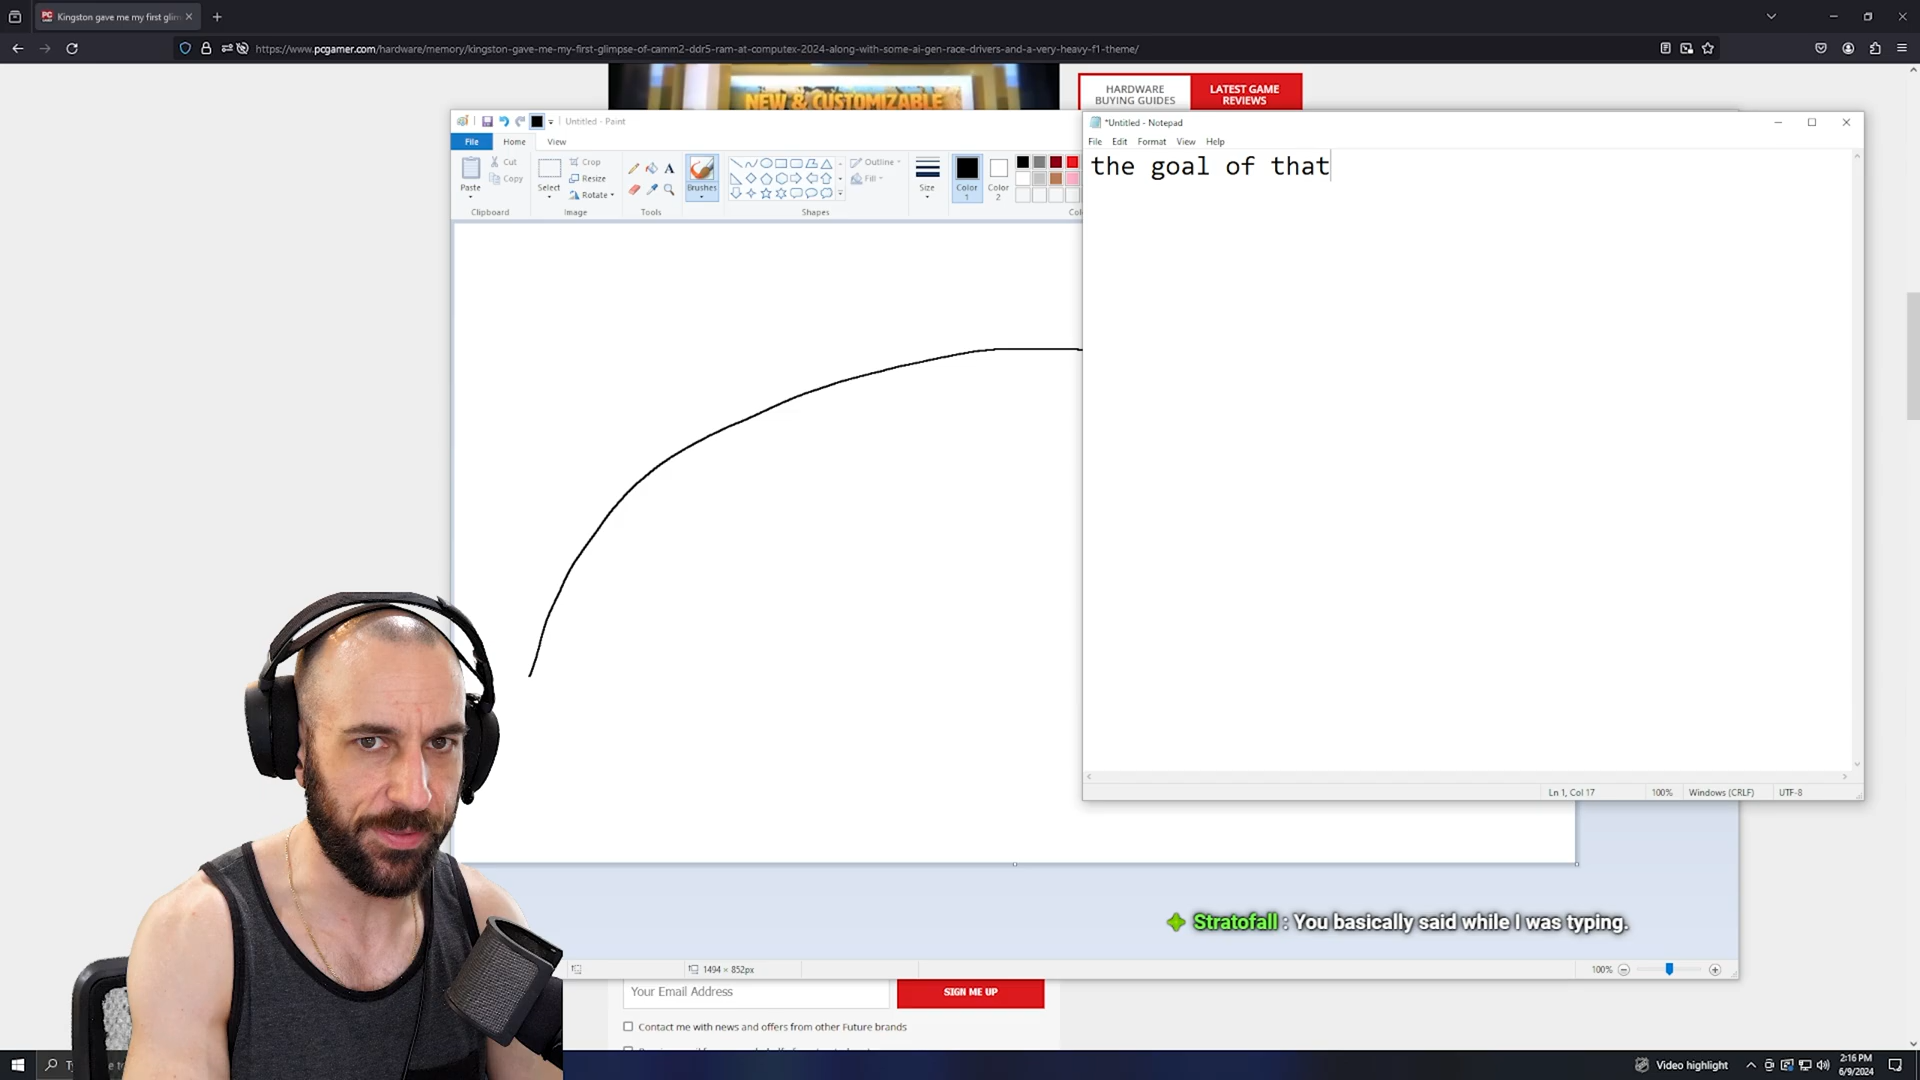 Kingston gave me my first glim
https://www.pcgamer.com/hardware/memory/kingston-gave-me-my-first-glimpse-of-camm2-ddr5-ram-at-computex-2024-along-with-some-ai-gen-race-drivers-and-a-very-heavy-f1-theme/
NEW & CUSTOMIZABLE
HARDWARE
BUYING GUIDES
LATEST GAME
REVIEWS
Untitled - Paint
File Home View
Paste
Cut
Copy
Clipboard
Select
Crop
Resize
Rotate
Image
Tools
Brushes
Shapes
Outline
Fill
Size
Color
1
Color
2
*Untitled - Notepad
File Edit Format View Help
the goal of that
Ln 1, Col 17 100% Windows (CRLF) UTF-8
Stratofall : You basically said while I was typing.
1494 × 852px
100%
Your Email Address
SIGN ME UP
Contact me with news and offers from other Future brands
Video highlight
2:16 PM
6/9/2024